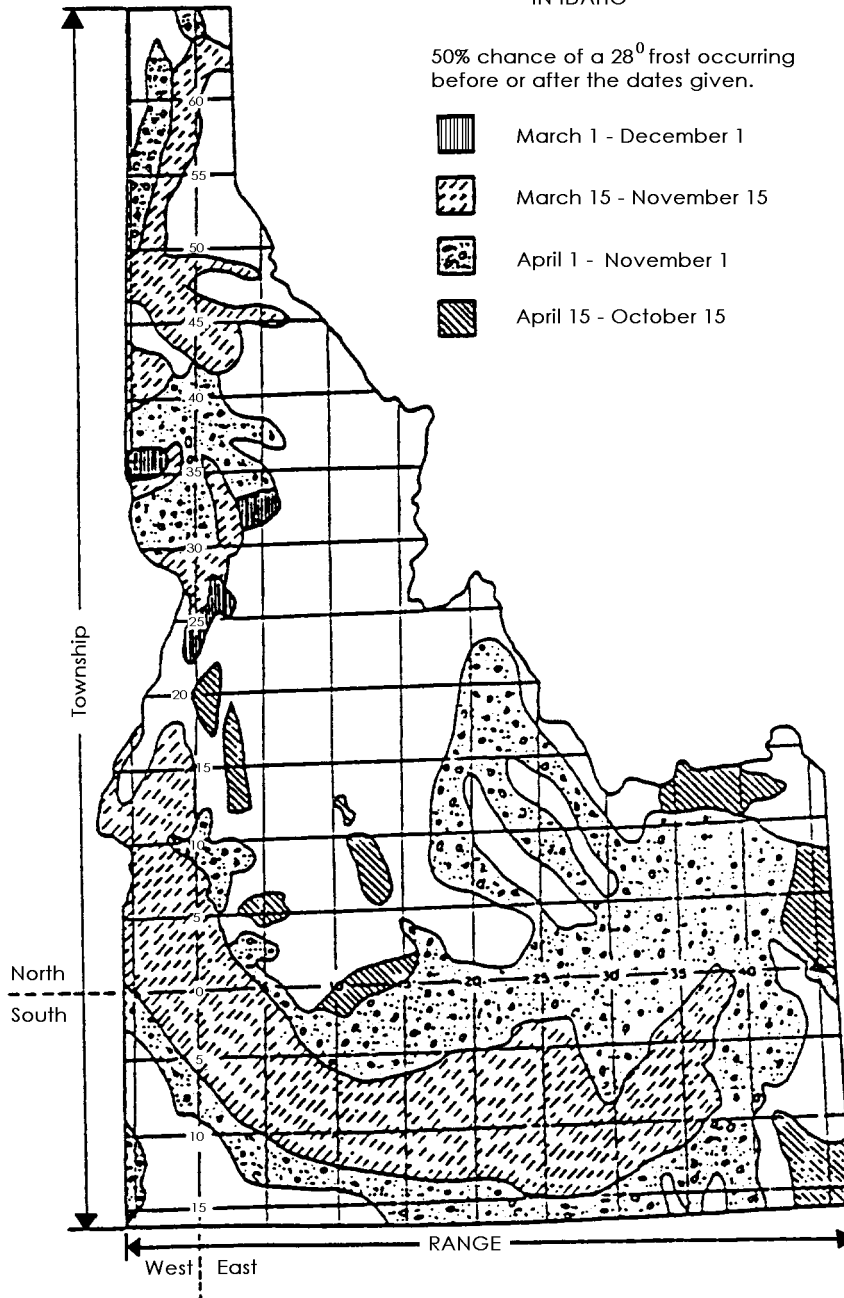 IN IDAHO
50% chance of a 28⁰ frost occurring
before or after the dates given.
March 1 - December 1
March 15 - November 15
April 1 - November 1
April 15 - October 15
60
55
50
45
40
35
30
25
20
15
10
5
0
5
10
15
20
25
30
35
40
Township
North
South
RANGE
West East